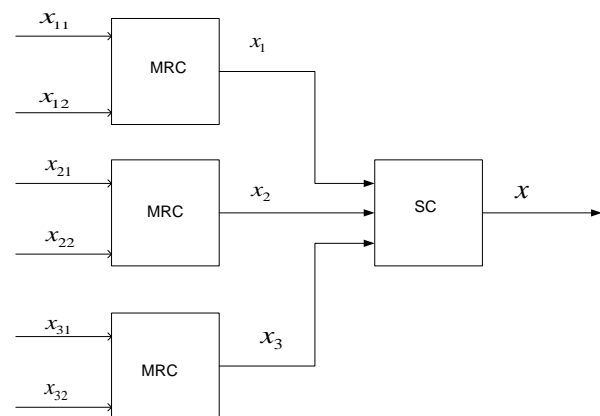 x₁₁
x₁
MRC
x₁₂
x₂₁
x₂
MRC
SC
x
x₂₂
x₃₁
x₃
MRC
x₃₂